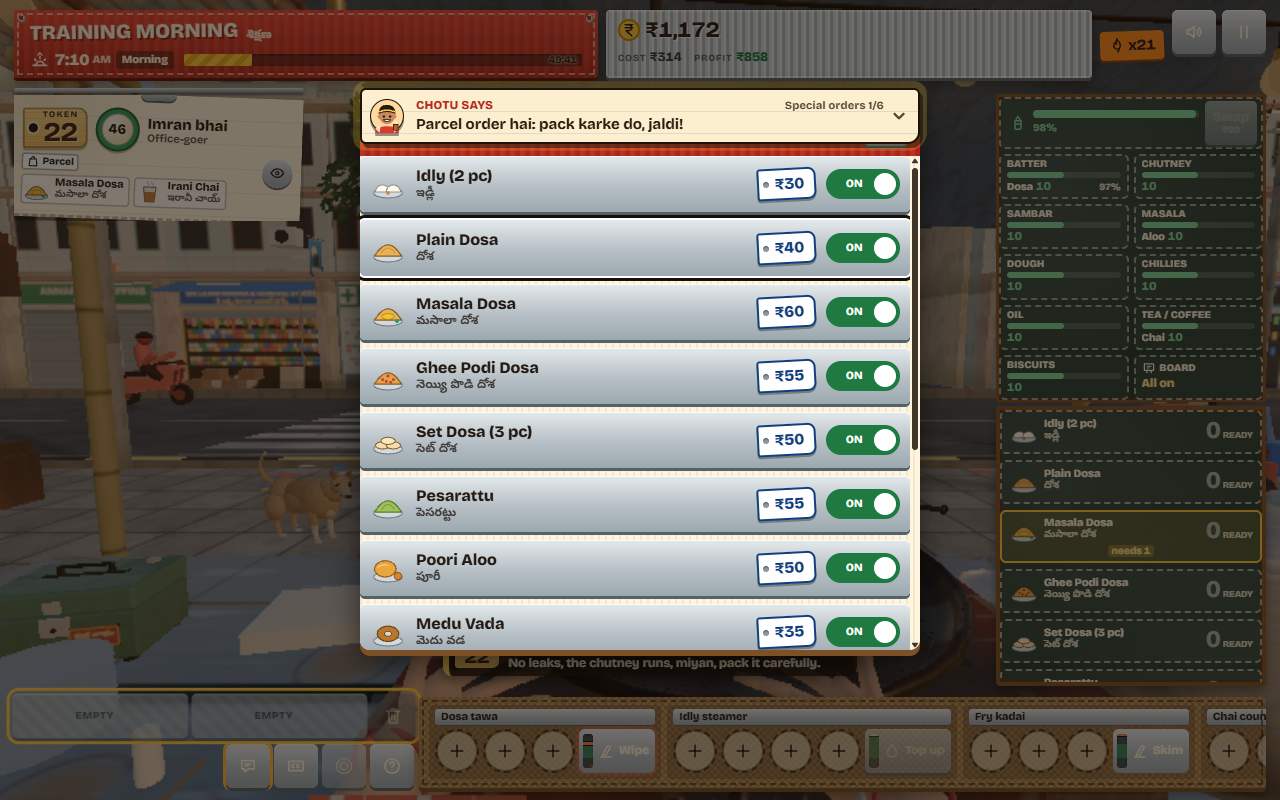 TRAINING MORNING శిక్షణ
7:10 AM Morning 40:41
₹1,172
COST ₹314 · PROFIT ₹858
x21
TOKEN
22
46
Imran bhai
Office-goer
Parcel
Masala Dosa
మసాలా దోశ
Irani Chai
ఇరానీ చాయ్
CHOTU SAYS
Special orders 1/6
Parcel order hai: pack karke do, jaldi!
Idly (2 pc)
ఇడ్లీ
₹30
ON
Plain Dosa
దోశ
₹40
ON
Masala Dosa
మసాలా దోశ
₹60
ON
Ghee Podi Dosa
నెయ్యి పొడి దోశ
₹55
ON
Set Dosa (3 pc)
సెట్ దోశ
₹50
ON
Pesarattu
పెసరట్టు
₹55
ON
Poori Aloo
పూరీ
₹50
ON
Medu Vada
మెదు వడ
₹35
ON
22
No leaks, the chutney runs, miyan, pack it carefully.
98%
BATTER
Dosa 10 97%
CHUTNEY
10
SAMBAR
10
MASALA
Aloo 10
DOUGH
10
CHILLIES
10
OIL
10
TEA / COFFEE
Chai 10
BISCUITS
10
BOARD
All on
Idly (2 pc)
ఇడ్లీ
0 READY
Plain Dosa
దోశ
0 READY
Masala Dosa
మసాలా దోశ
0 READY
needs 1
Ghee Podi Dosa
నెయ్యి పొడి దోశ
0 READY
Set Dosa (3 pc)
సెట్ దోశ
0 READY
EMPTY
EMPTY
Dosa tawa
Wipe
Idly steamer
Top up
Fry kadai
Skim
Chai coun